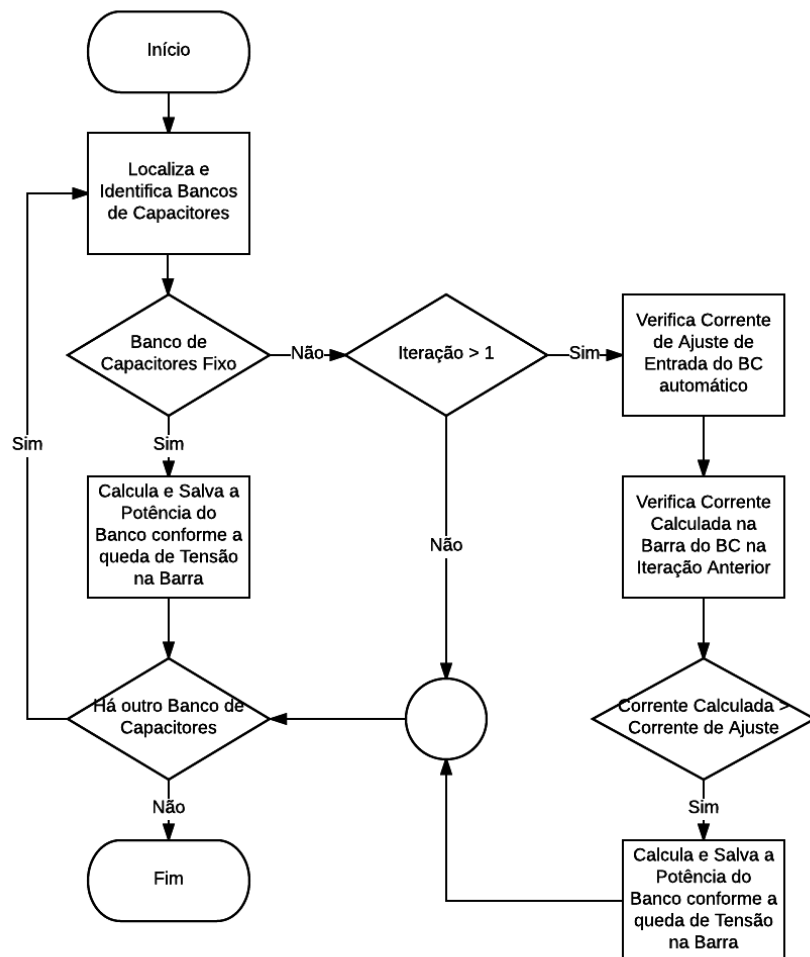 Início
Localiza e
Identifica Bancos
de Capacitores
Banco de
Capacitores Fixo
Não
Iteração > 1
Sim
Verifica Corrente
de Ajuste de
Entrada do BC
automático
Sim
Sim
Calcula e Salva a
Potência do
Banco conforme a
queda de Tensão
na Barra
Não
Verifica Corrente
Calculada na
Barra do BC na
Iteração Anterior
Há outro Banco de
Capacitores
Corrente Calculada >
Corrente de Ajuste
Não
Sim
Fim
Calcula e Salva a
Potência do
Banco conforme a
queda de Tensão
na Barra